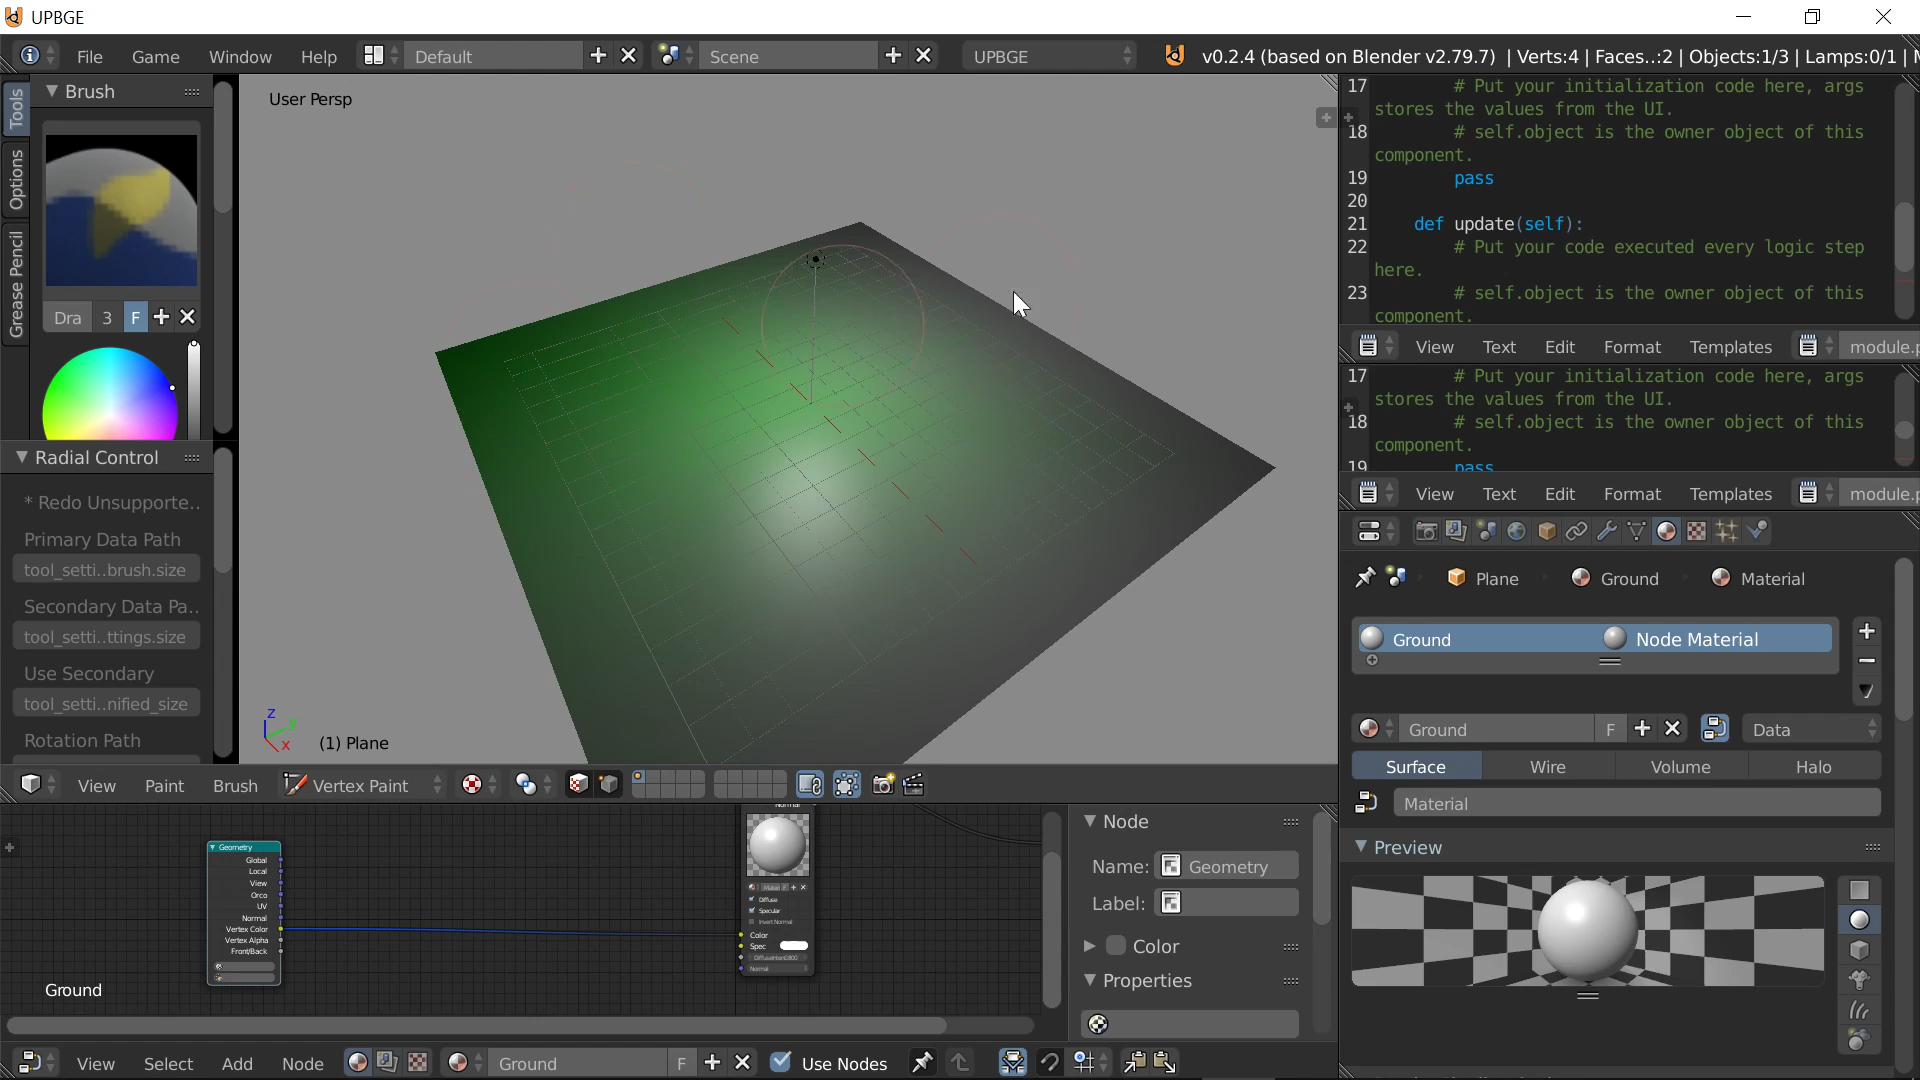 UPBGE
File Game Window Help Default Scene UPBGE v0.2.4 (based on Blender v2.79.7) | Verts:4 | Faces..:2 | Objects:1/3 | Lamps:0/1 |
Tools
Options
Grease Pencil
Brush
Dra 3 F
Radial Control
* Redo Unsupporte..
Primary Data Path
tool_setti..brush.size
Secondary Data Pa..
tool_setti..ttings.size
Use Secondary
tool_setti..nified_size
Rotation Path
User Persp
z
y
x
(1) Plane
View Paint Brush Vertex Paint
Geometry
Global
Local
View
Orco
UV
Normal
Vertex Color
Vertex Alpha
Front/Back
Normal
F
Diffuse
Specular
Invert Normal
Color
Spec
Normal
Ground
Node
Name: Geometry
Label:
Color
Properties
View Select Add Node Ground F Use Nodes
17 # Put your initialization code here, args
stores the values from the UI.
18 # self.object is the owner object of this
component.
19 pass
20
21 def update(self):
22 # Put your code executed every logic step
here.
23 # self.object is the owner object of this
component.
View Text Edit Format Templates module.p
17 # Put your initialization code here, args
stores the values from the UI.
18 # self.object is the owner object of this
component.
19 pass
View Text Edit Format Templates module.p
Plane Ground Material
Ground Node Material
Ground F Data
Surface Wire Volume Halo
Material
Preview